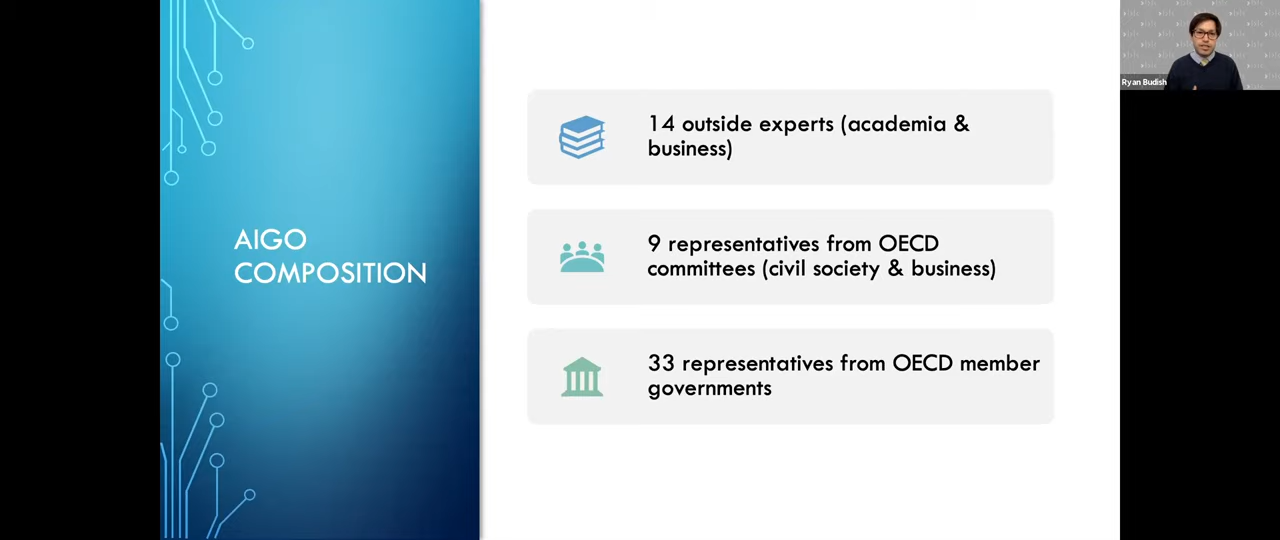 AIGO
COMPOSITION
14 outside experts (academia &
business)
9 representatives from OECD
committees (civil society & business)
33 representatives from OECD member
governments
Ryan Budish